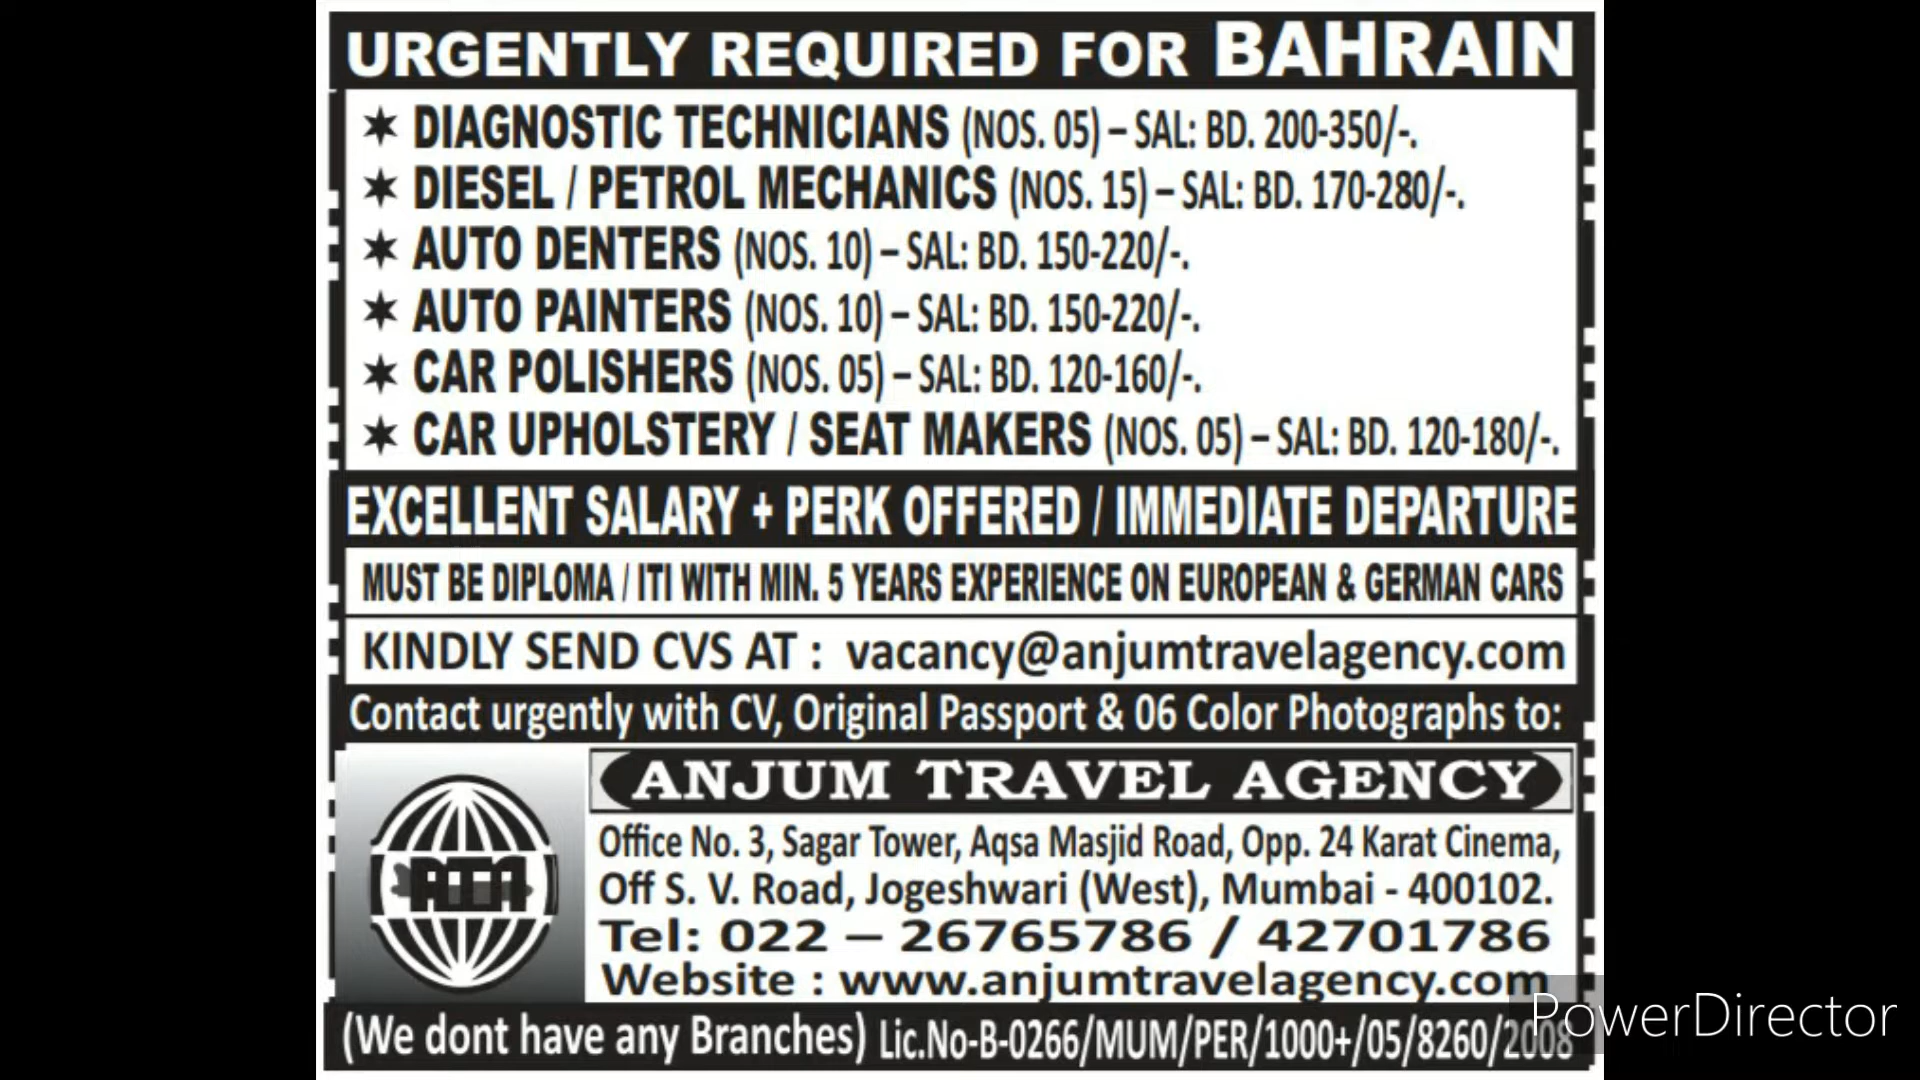 URGENTLY REQUIRED FOR BAHRAIN
✶ DIAGNOSTIC TECHNICIANS (NOS. 05) – SAL: BD. 200-350/-.
✶ DIESEL / PETROL MECHANICS (NOS. 15) – SAL: BD. 170-280/-.
✶ AUTO DENTERS (NOS. 10) – SAL: BD. 150-220/-.
✶ AUTO PAINTERS (NOS. 10) – SAL: BD. 150-220/-.
✶ CAR POLISHERS (NOS. 05) – SAL: BD. 120-160/-.
✶ CAR UPHOLSTERY / SEAT MAKERS (NOS. 05) – SAL: BD. 120-180/-.
EXCELLENT SALARY + PERK OFFERED / IMMEDIATE DEPARTURE
MUST BE DIPLOMA / ITI WITH MIN. 5 YEARS EXPERIENCE ON EUROPEAN & GERMAN CARS
KINDLY SEND CVS AT : vacancy@anjumtravelagency.com
Contact urgently with CV, Original Passport & 06 Color Photographs to:
ANJUM TRAVEL AGENCY
Office No. 3, Sagar Tower, Aqsa Masjid Road, Opp. 24 Karat Cinema,
Off S. V. Road, Jogeshwari (West), Mumbai - 400102.
Tel: 022 – 26765786 / 42701786
Website : www.anjumtravelagency.com
(We dont have any Branches) Lic.No-B-0266/MUM/PER/1000+/05/8260/2008
PowerDirector